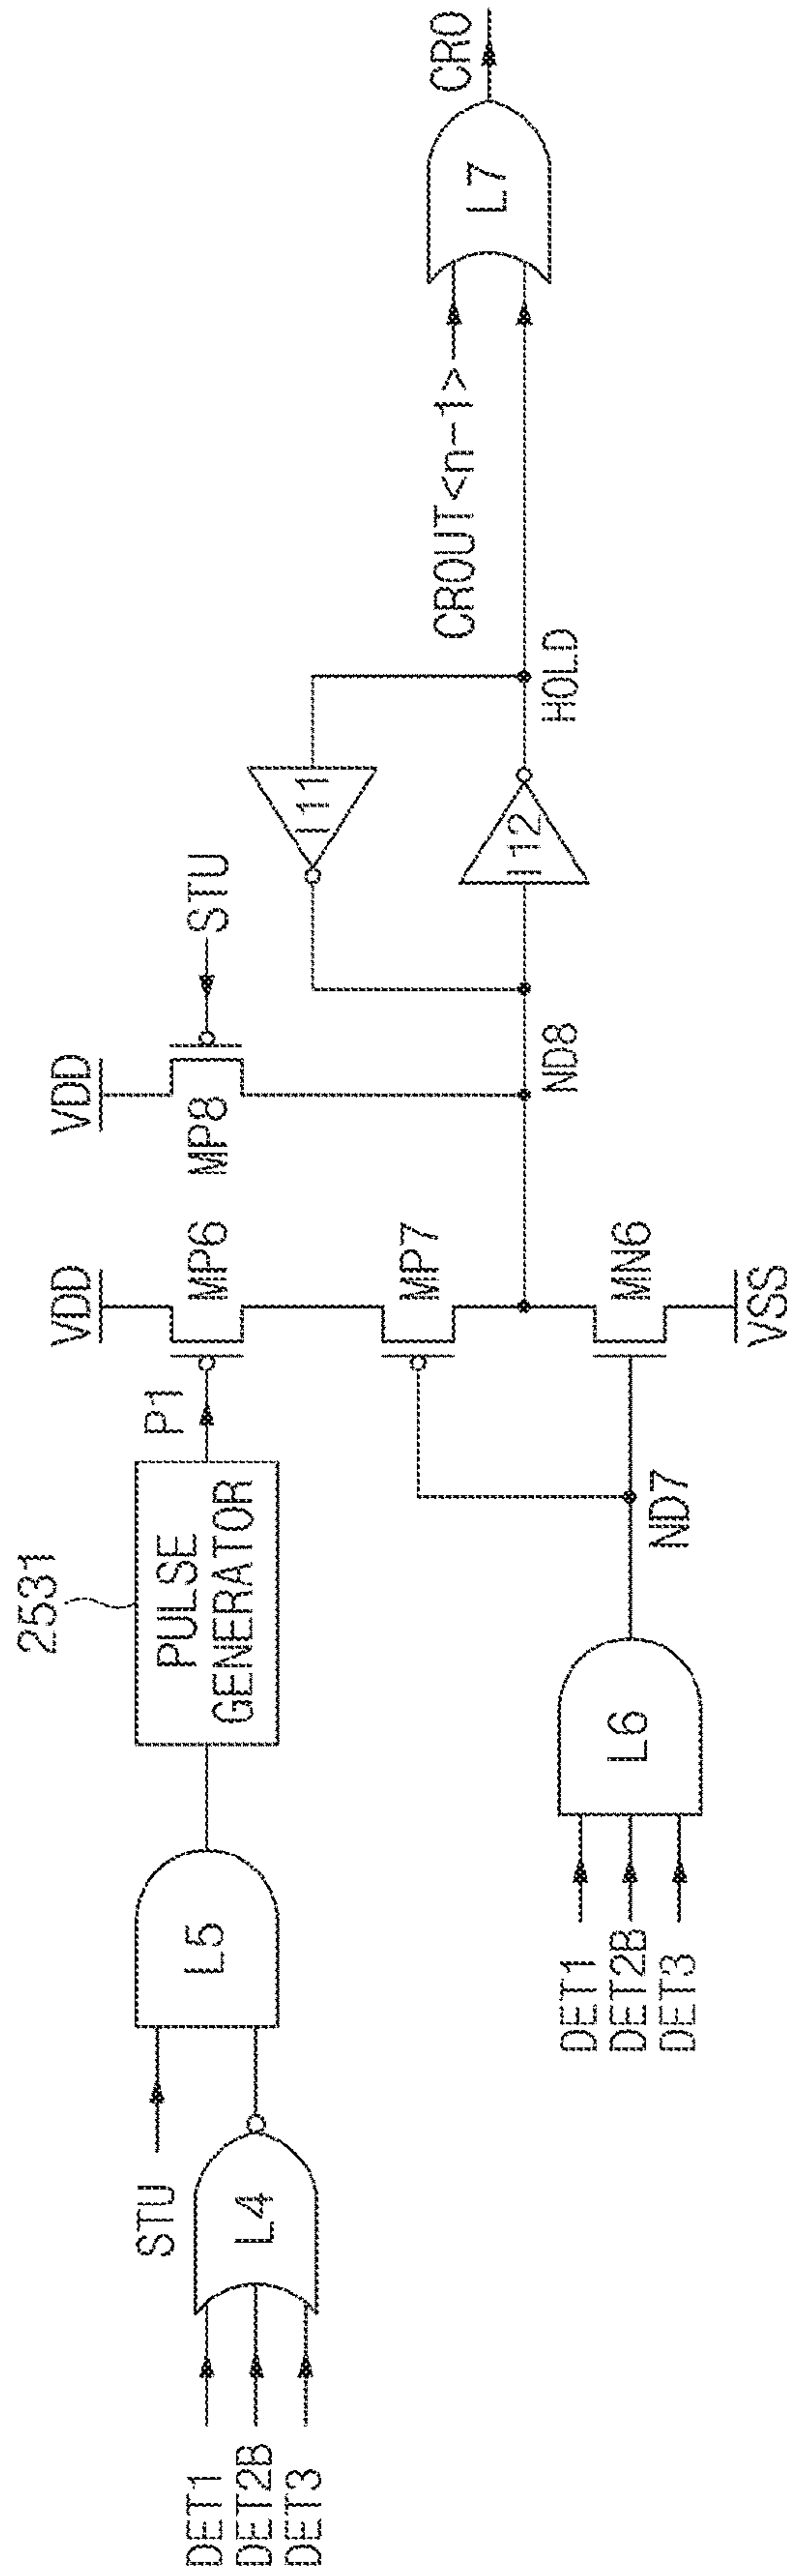 DET1
DET2B
DET3
L4
STU
L5
2531
PULSE
GENERATOR
P1
VDD
MP6
MP7
MN6
VSS
DET1
DET2B
DET3
L6
ND7
VDD
MP8
STU
ND8
I11
I12
HOLD
CROUT<n-1>
L7
CRO